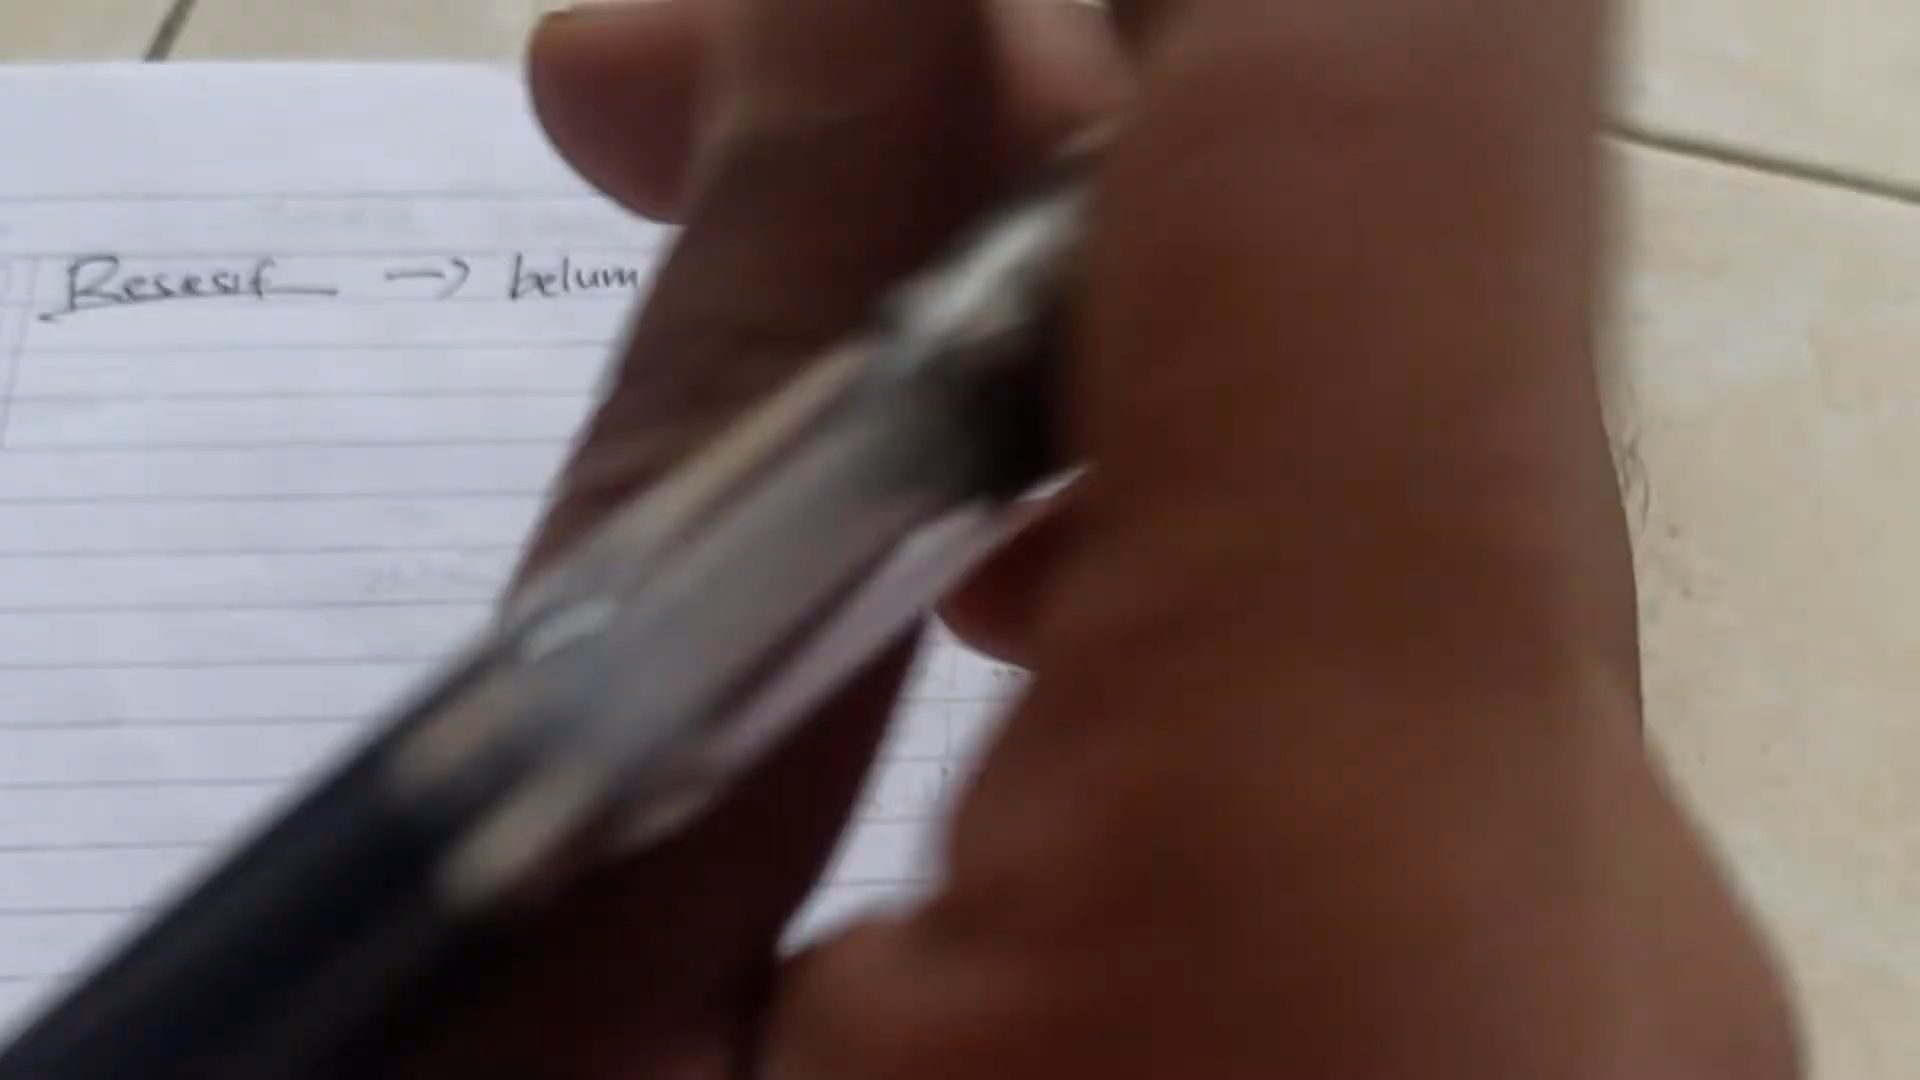 Resesif → belum